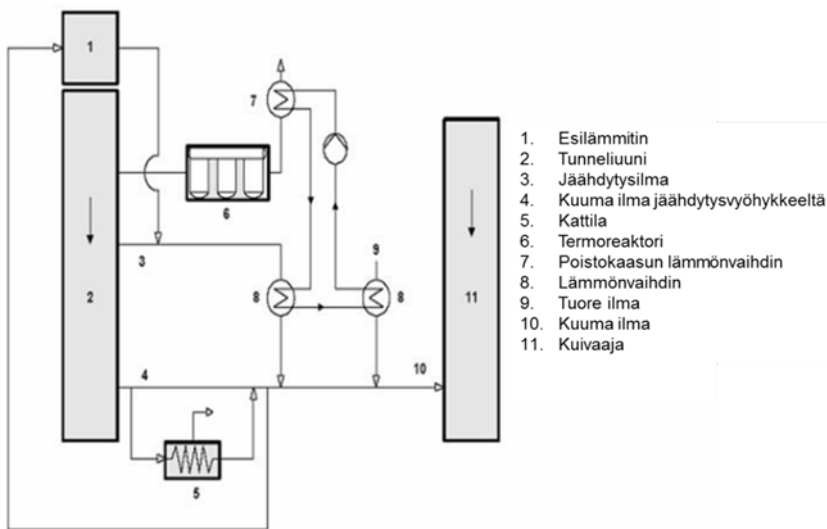 1
7
6
9
3
8
8
2
11
4
10
5
1. Esilämmitin
2. Tunneliuuni
3. Jäähdytysilma
4. Kuuma ilma jäähdytysvyöhykkeeltä
5. Kattila
6. Termoreaktori
7. Poistokaasun lämmönvaihdin
8. Lämmönvaihdin
9. Tuore ilma
10. Kuuma ilma
11. Kuivaaja